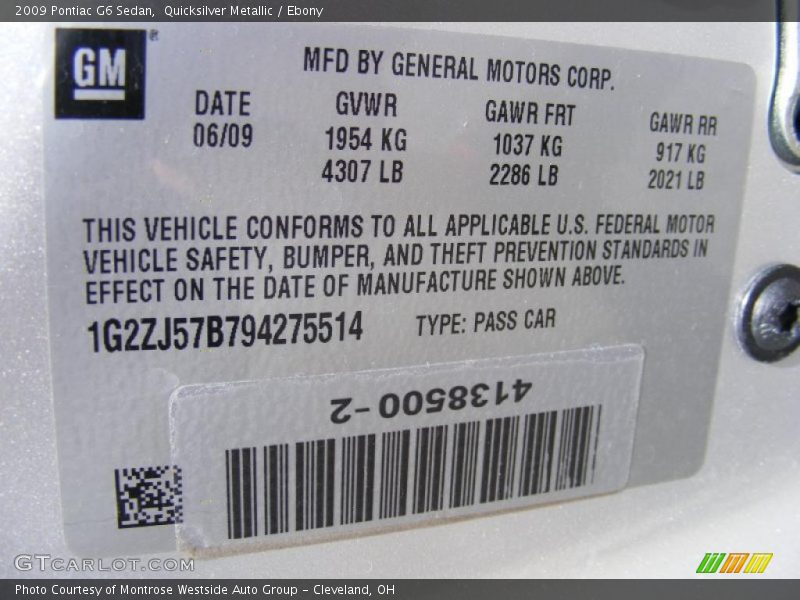 2009 Pontiac G6 Sedan,  Quicksilver Metallic / Ebony
GM ®
MFD BY GENERAL MOTORS CORP.
DATE GVWR GAWR FRT GAWR RR
06/09 1954 KG 1037 KG 917 KG
4307 LB 2286 LB 2021 LB
THIS VEHICLE CONFORMS TO ALL APPLICABLE U.S. FEDERAL MOTOR
VEHICLE SAFETY, BUMPER, AND THEFT PREVENTION STANDARDS IN
EFFECT ON THE DATE OF MANUFACTURE SHOWN ABOVE.
1G2ZJ57B794275514 TYPE: PASS CAR
4138500-2
GTCARLOT.COM
Photo Courtesy of Montrose Westside Auto Group - Cleveland, OH